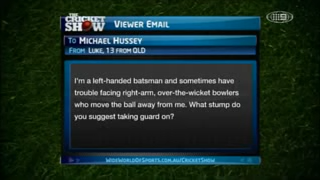 THE
CRICKET
SHOW
VIEWER EMAIL
TO MICHAEL HUSSEY
FROM LUKE, 13 FROM QLD
I'm a left-handed batsman and sometimes have
trouble facing right-arm, over-the-wicket bowlers
who move the ball away from me. What stump do
you suggest taking guard on?
WIDEWORLDOFSPORTS.COM.AU/CRICKETSHOW